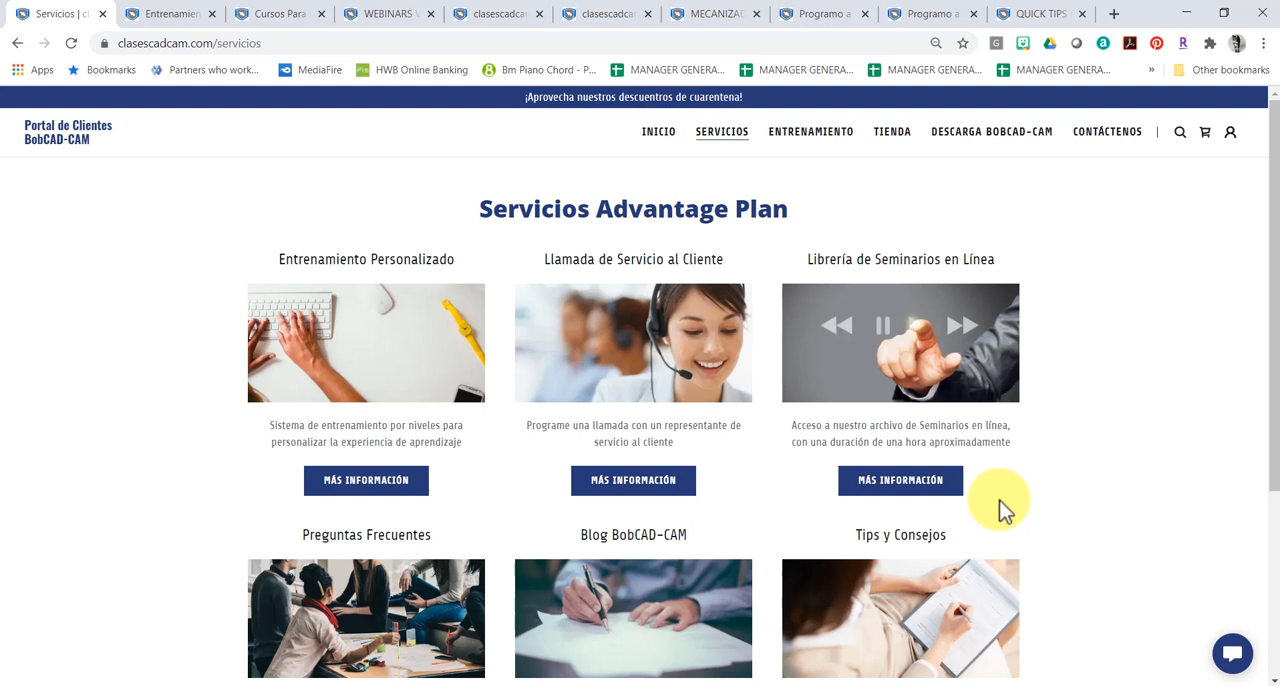 Servicios | c
Entrenamien
Cursos Para
WEBINARS V
clasescadcar
clasescadcar
MECANIZAD
Programo a
Programo a
QUICK TIPS
clasescadcam.com/servicios
Apps
Bookmarks
Partners who work...
MediaFire
HWB Online Banking
Bm Piano Chord - P...
MANAGER GENERA...
MANAGER GENERA...
MANAGER GENERA...
MANAGER GENERA...
»
Other bookmarks
¡Aprovecha nuestros descuentos de cuarentena!
Portal de Clientes
BobCAD-CAM
INICIO
SERVICIOS
ENTRENAMIENTO
TIENDA
DESCARGA BOBCAD-CAM
CONTÁCTENOS
Servicios Advantage Plan
Entrenamiento Personalizado
Llamada de Servicio al Cliente
Librería de Seminarios en Línea
Sistema de entrenamiento por niveles para
personalizar la experiencia de aprendizaje
Programe una llamada con un representante de
servicio al cliente
Acceso a nuestro archivo de Seminarios en línea,
con una duración de una hora aproximadamente
MÁS INFORMACIÓN
MÁS INFORMACIÓN
MÁS INFORMACIÓN
Preguntas Frecuentes
Blog BobCAD-CAM
Tips y Consejos